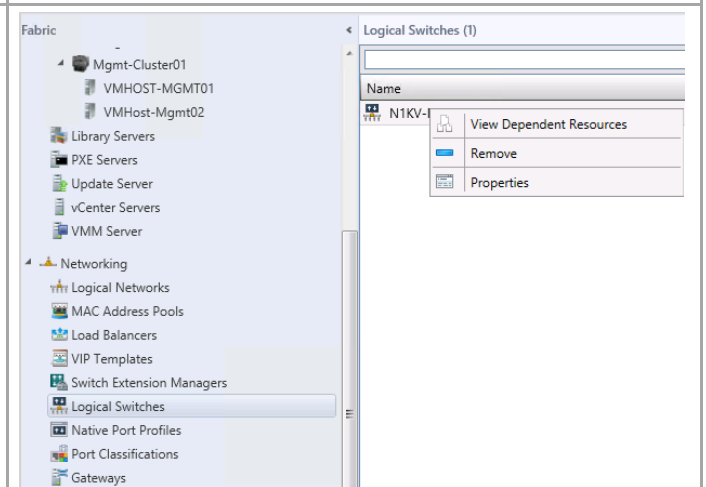 Fabric
Mgmt-Cluster01
VMHOST-MGMT01
VMHost-Mgmt02
Library Servers
PXE Servers
Update Server
vCenter Servers
VMM Server
Networking
Logical Networks
MAC Address Pools
Load Balancers
VIP Templates
Switch Extension Managers
Logical Switches
Native Port Profiles
Port Classifications
Gateways
Logical Switches (1)
Name
View Dependent Resources
Remove
Properties